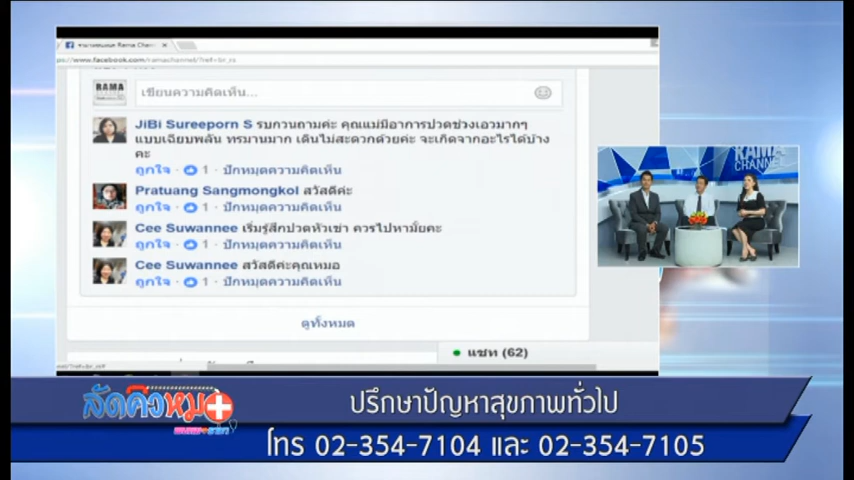 Rama Chan
https://www.facebook.com/ramachannel/?ref=br_rs
RAMA
เขียนความคิดเห็น...
JiBi Sureeporn S รบกวนถามค่ะ คุณแม่มีอาการปวดช่วงเอวมากๆ
แบบเฉียบพลัน ทรมานมาก เดินไม่สะดวกด้วยค่ะ จะเกิดจากอะไรได้บ้าง
คะ
ถูกใจ · 1 · ปักหมุดความคิดเห็น
Pratuang Sangmongkol สวัสดีค่ะ
ถูกใจ · 1 · ปักหมุดความคิดเห็น
Cee Suwannee เริ่มรู้สึกปวดหัวเข่า ควรไปหามั้ยคะ
ถูกใจ · 1 · ปักหมุดความคิดเห็น
Cee Suwannee สวัสดีค่ะคุณหมอ
ถูกใจ · 1 · ปักหมุดความคิดเห็น
ดูทั้งหมด
แชท (62)
RAMA
CHANNEL
ลัดคิวหมอ
ปรึกษาปัญหาสุขภาพทั่วไป
โทร 02-354-7104 และ 02-354-7105